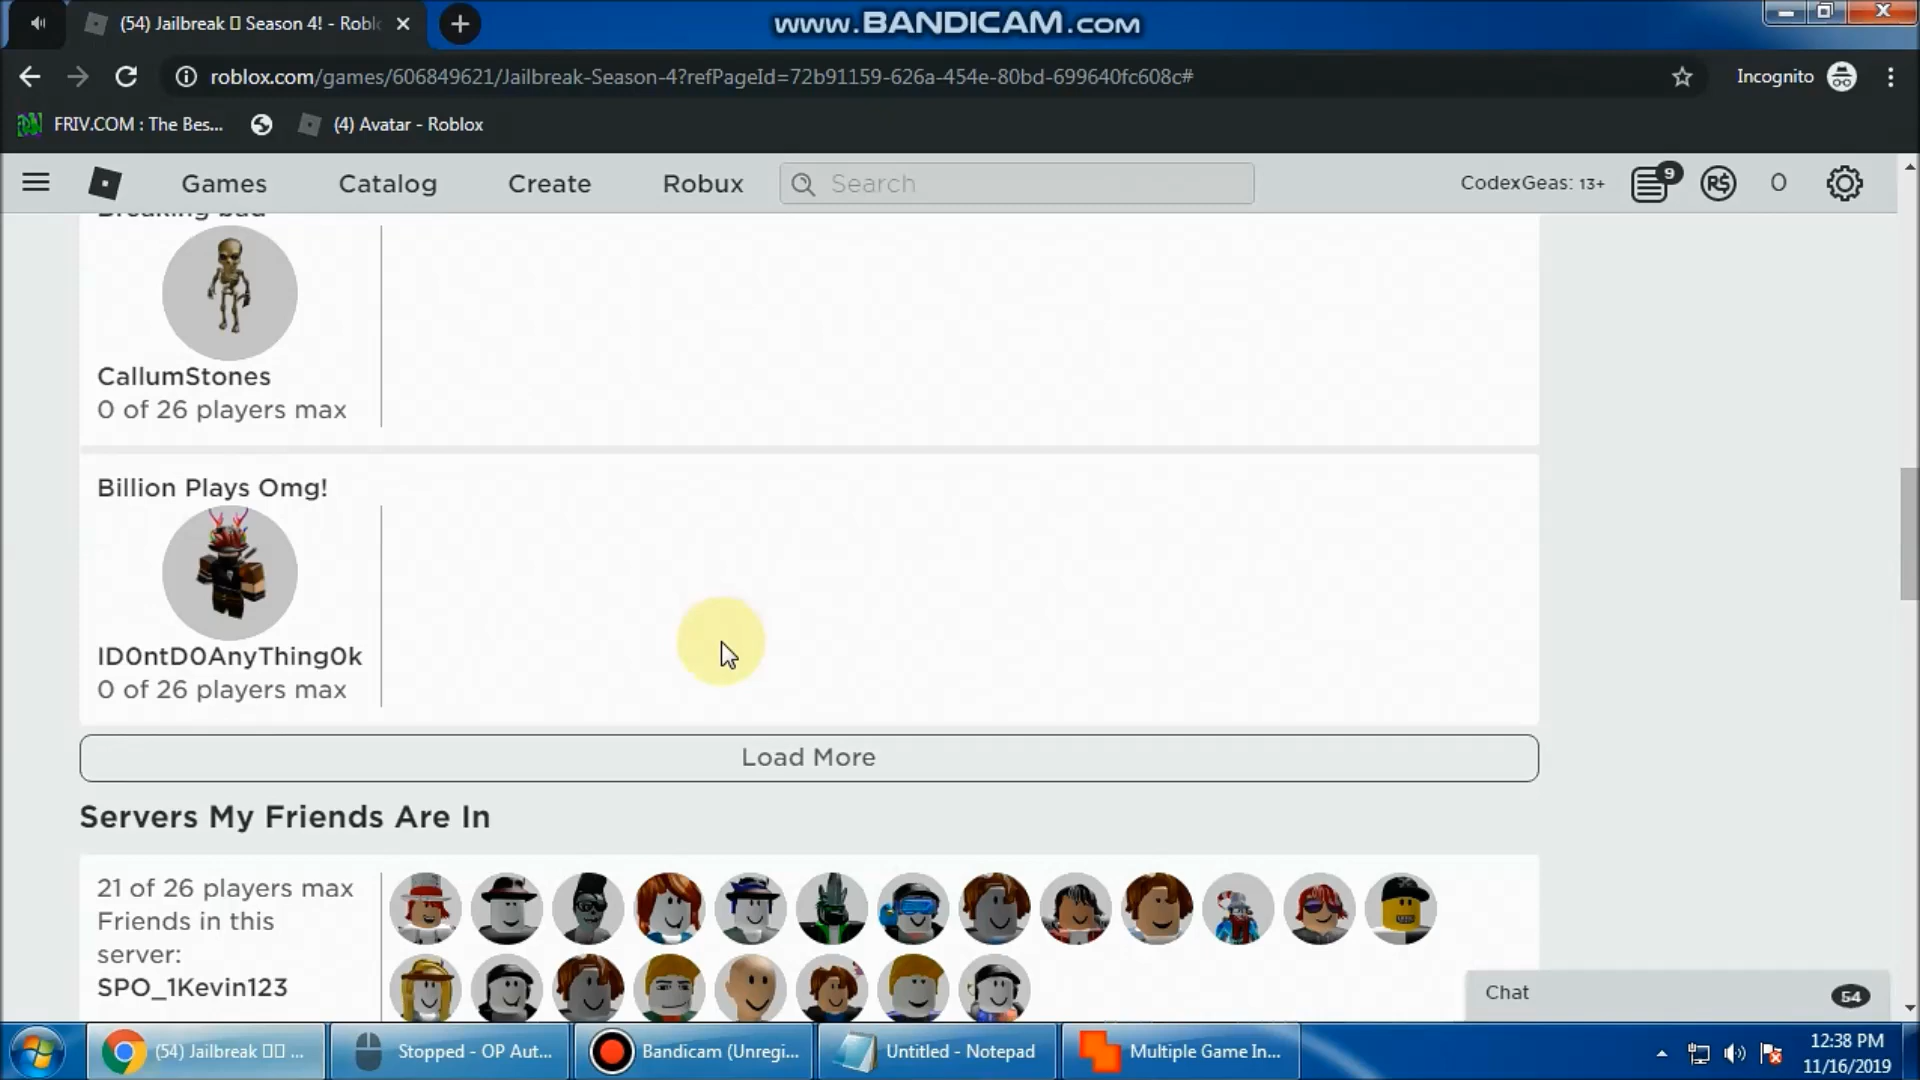 (54) Jailbreak Season 4! - Roblo
www.BANDICAM.com
roblox.com/games/606849621/Jailbreak-Season-4?refPageId=72b91159-626a-454e-80bd-699640fc608c#
Incognito
FRIV.COM : The Bes...
(4) Avatar - Roblox
Games
Catalog
Create
Robux
Search
CodexGeas: 13+
9
R$
0
Breaking bad
CallumStones
0 of 26 players max
Billion Plays Omg!
ID0ntD0AnyThing0k
0 of 26 players max
Load More
Servers My Friends Are In
21 of 26 players max
Friends in this
server:
SPO_1Kevin123
Chat
54
(54) Jailbreak ...
Stopped - OP Aut...
Bandicam (Unregi...
Untitled - Notepad
Multiple Game In...
12:38 PM
11/16/2019